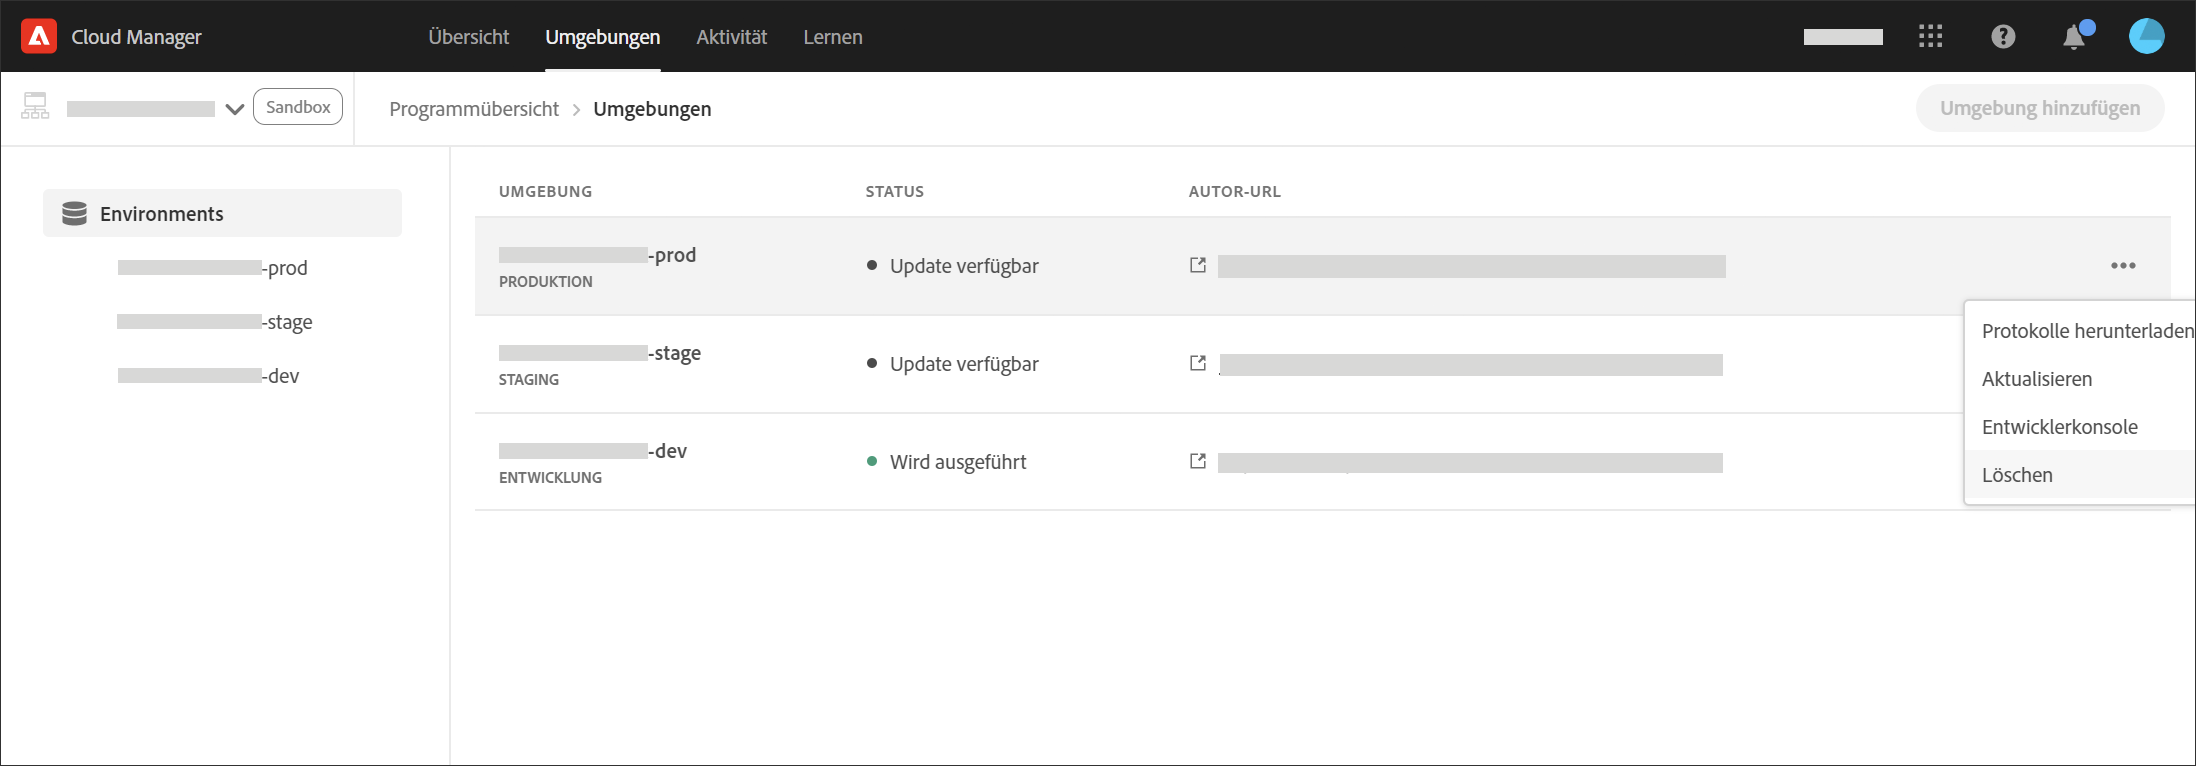 Cloud Manager Übersicht Umgebungen Aktivität Lernen
Sandbox Programmübersicht > Umgebungen Umgebung hinzufügen
Environments
-prod
-stage
-dev
UMGEBUNG STATUS AUTOR-URL
-prod Update verfügbar
PRODUKTION
-stage Update verfügbar
STAGING
-dev Wird ausgeführt
ENTWICKLUNG
Protokolle herunterladen
Aktualisieren
Entwicklerkonsole
Löschen